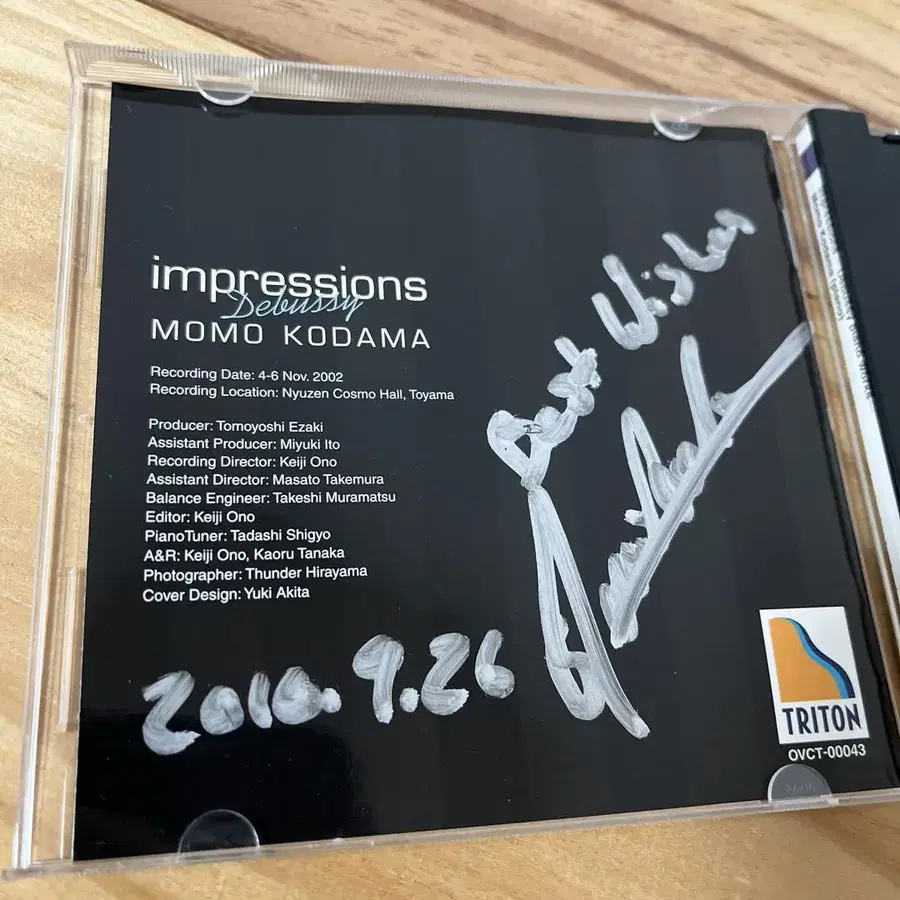 impressions
Debussy
MOMO KODAMA
Recording Date: 4-6 Nov. 2002
Recording Location: Nyuzen Cosmo Hall, Toyama
Producer: Tomoyoshi Ezaki
Assistant Producer: Miyuki Ito
Recording Director: Keiji Ono
Assistant Director: Masato Takemura
Balance Engineer: Takeshi Muramatsu
Editor: Keiji Ono
PianoTuner: Tadashi Shigyo
A&R: Keiji Ono, Kaoru Tanaka
Photographer: Thunder Hirayama
Cover Design: Yuki Akita
Best Wishes
2010.9.26
TRITON
OVCT-00043